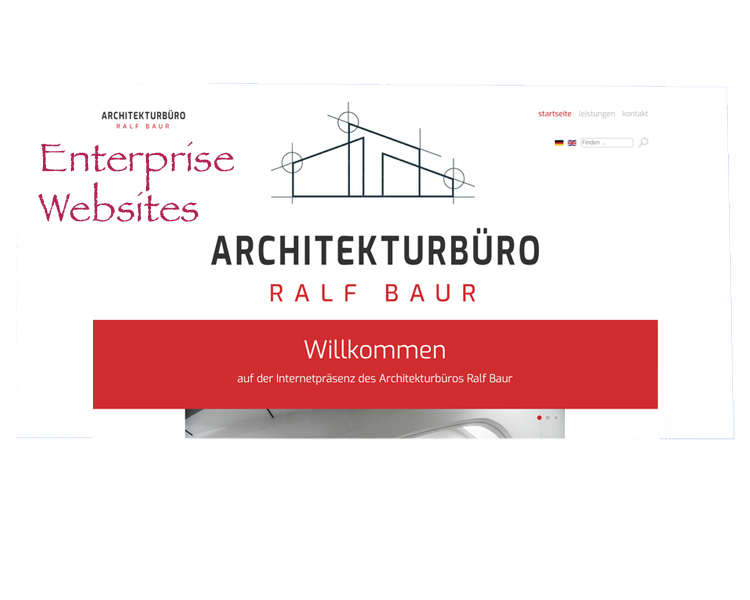 ARCHITEKTURBÜRO
RALF BAUR
startseite leistungen kontakt
Finden ...
Enterprise
Websites
ARCHITEKTURBÜRO
RALF BAUR
Willkommen
auf der Internetpräsenz des Architekturbüros Ralf Baur